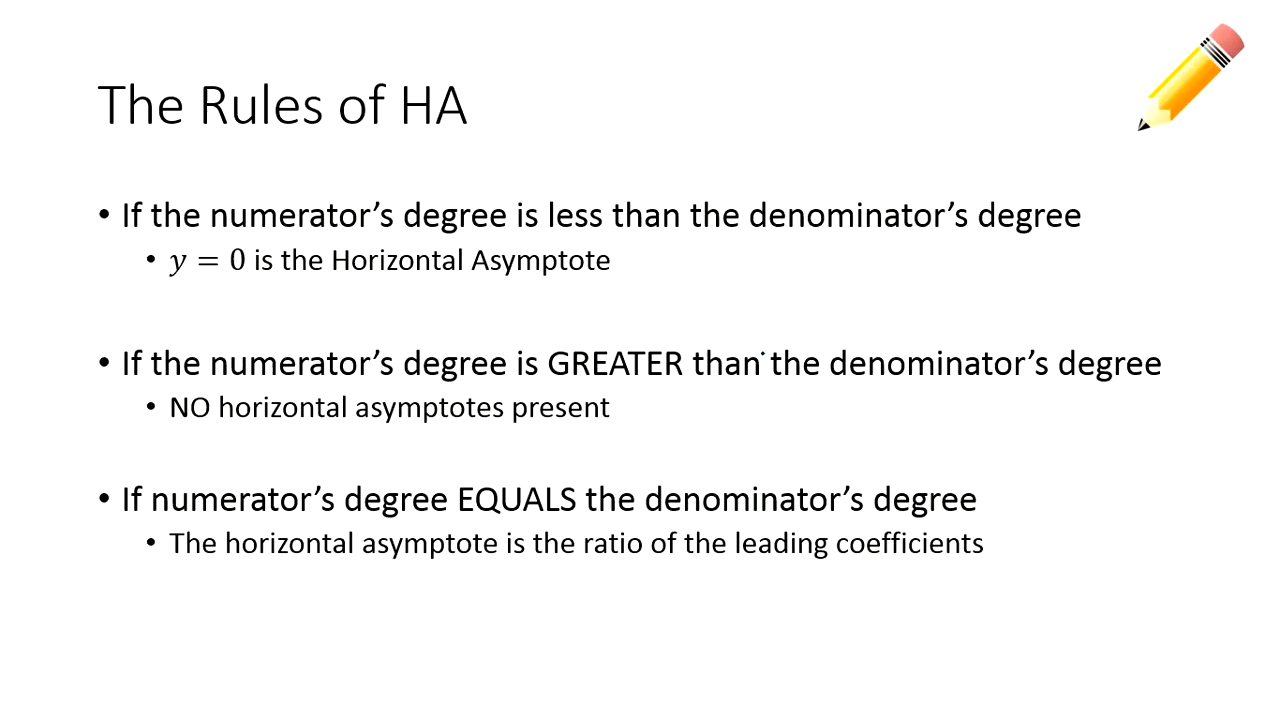 The Rules of HA
• If the numerator’s degree is less than the denominator’s degree
• y = 0 is the Horizontal Asymptote
• If the numerator’s degree is GREATER than the denominator’s degree
• NO horizontal asymptotes present
• If numerator’s degree EQUALS the denominator’s degree
• The horizontal asymptote is the ratio of the leading coefficients